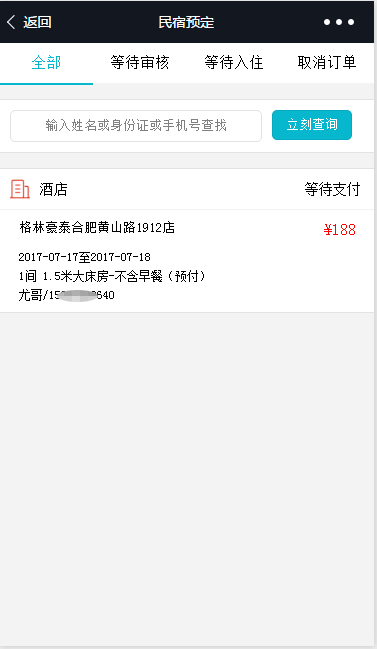 返回 民宿预定
全部 等待审核 等待入住 取消订单
输入姓名或身份证或手机号查找 立刻查询
酒店 等待支付
格林豪泰合肥黄山路1912店 ¥188
2017-07-17至2017-07-18
1间 1.5米大床房-不含早餐（预付）
尤哥/15 640